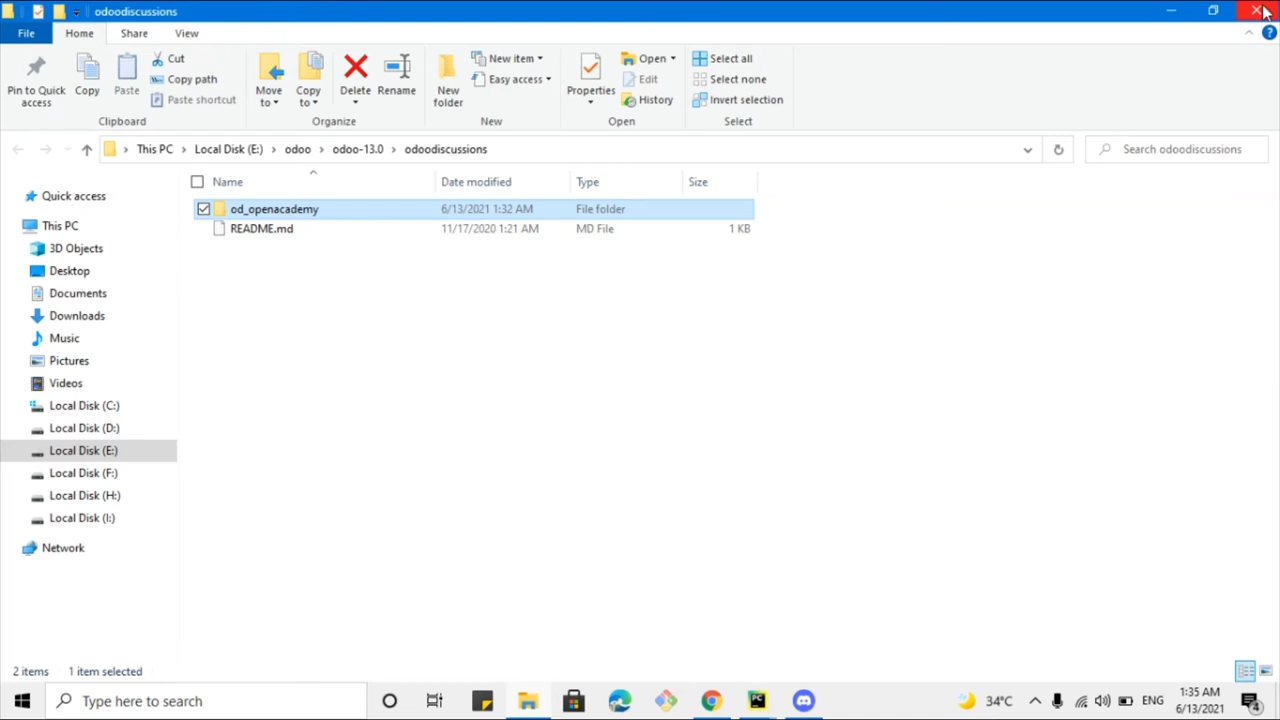 odoodiscussions
File Home Share View
Pin to Quick access
Copy
Paste
Cut
Copy path
Paste shortcut
Clipboard
Move to
Copy to
Delete
Rename
Organize
New folder
New item
Easy access
New
Properties
Open
Edit
History
Open
Select all
Select none
Invert selection
Select
This PC Local Disk (E:) odoo odoo-13.0 odoodiscussions
Search odoodiscussions
Name Date modified Type Size
od_openacademy 6/13/2021 1:32 AM File folder
README.md 11/17/2020 1:21 AM MD File 1 KB
Quick access
This PC
3D Objects
Desktop
Documents
Downloads
Music
Pictures
Videos
Local Disk (C:)
Local Disk (D:)
Local Disk (E:)
Local Disk (F:)
Local Disk (H:)
Local Disk (I:)
Network
2 items 1 item selected
Type here to search
PC
34°C
ENG
1:35 AM
6/13/2021
4